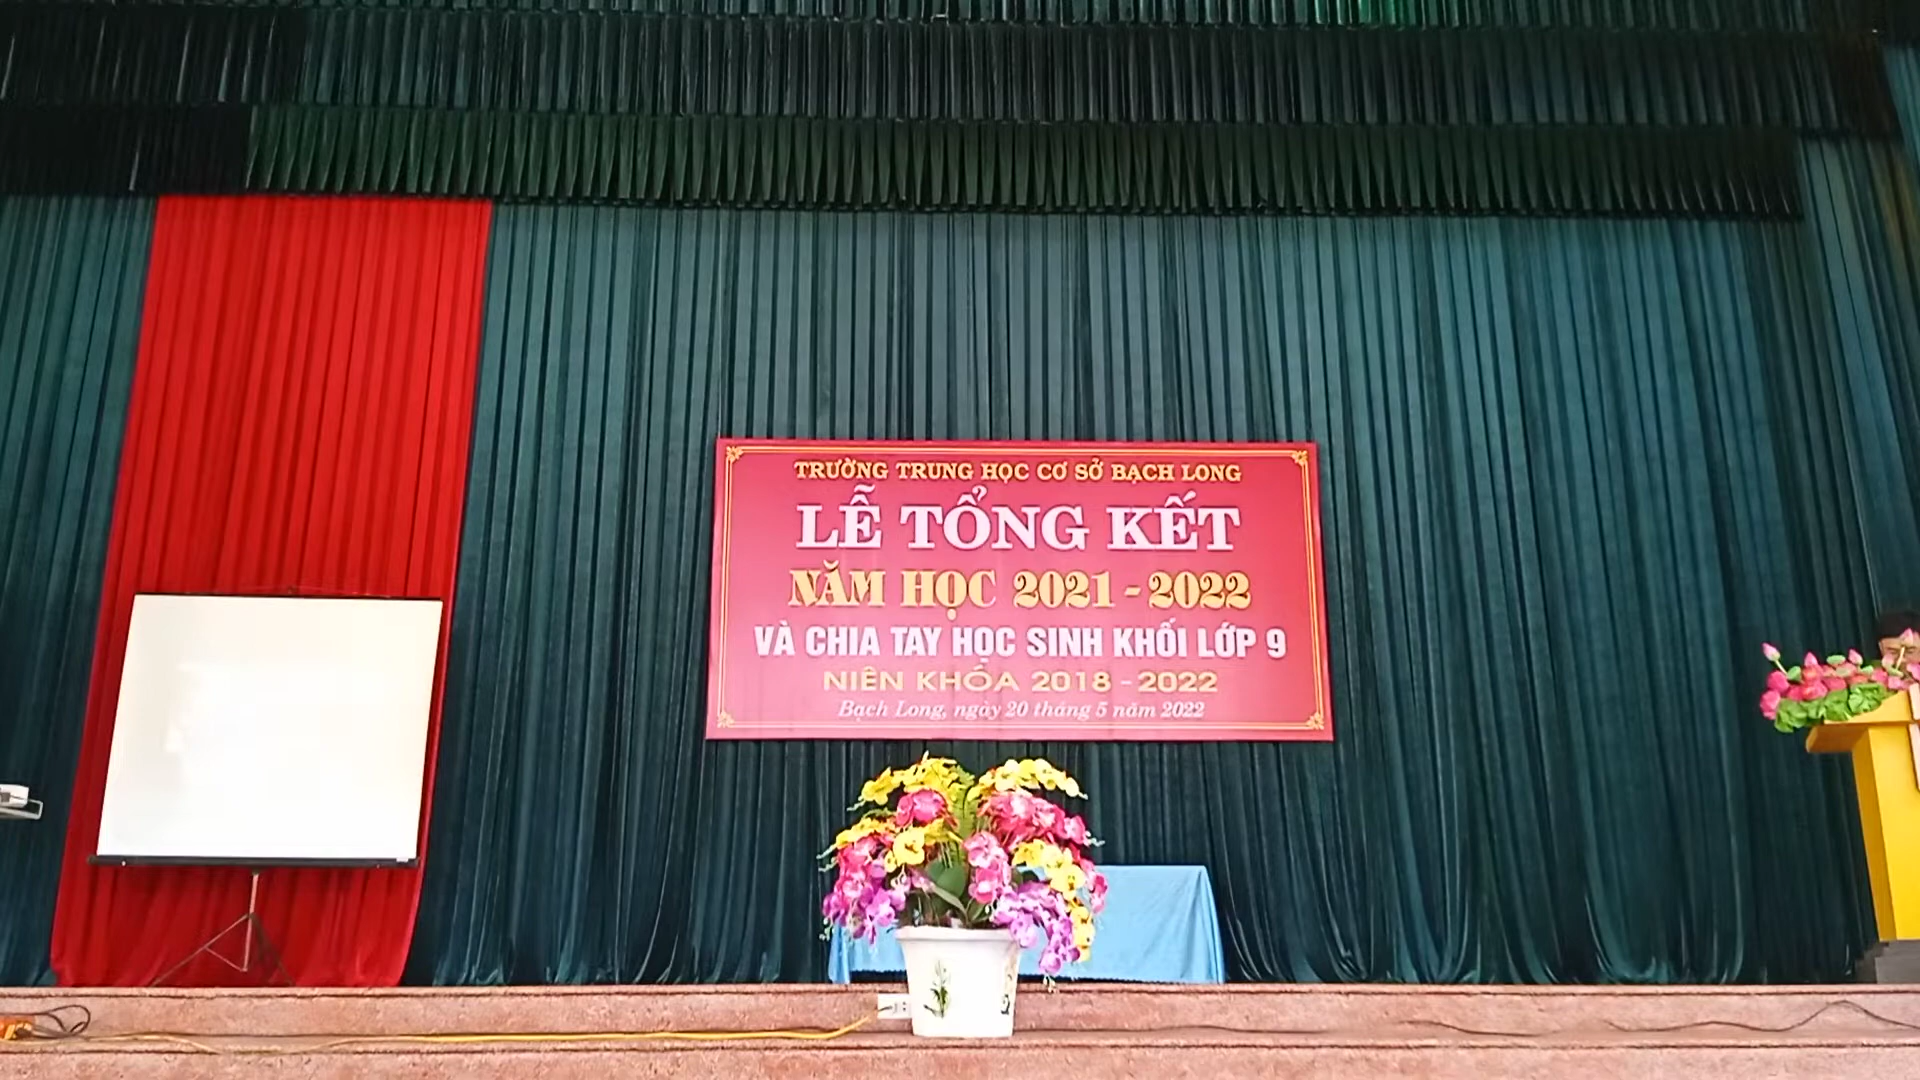 TRƯỜNG TRUNG HỌC CƠ SỞ BẠCH LONG
LỄ TỔNG KẾT
NĂM HỌC 2021 - 2022
VÀ CHIA TAY HỌC SINH KHỐI LỚP 9
NIÊN KHÓA 2018 - 2022
Bạch Long, ngày 20 tháng 5 năm 2022